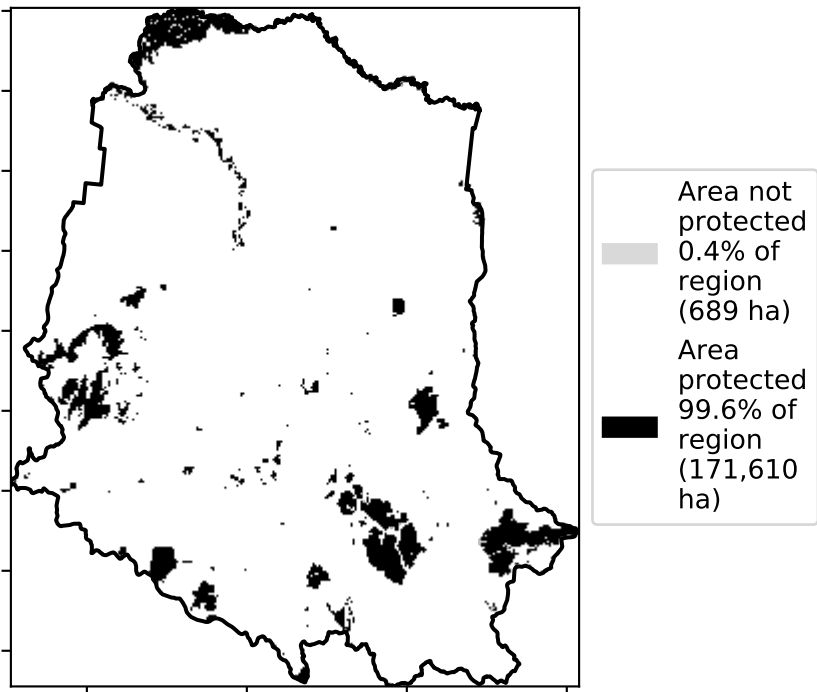 Area not
protected
0.4% of
region
(689 ha)
Area
protected
99.6% of
region
(171,610
ha)